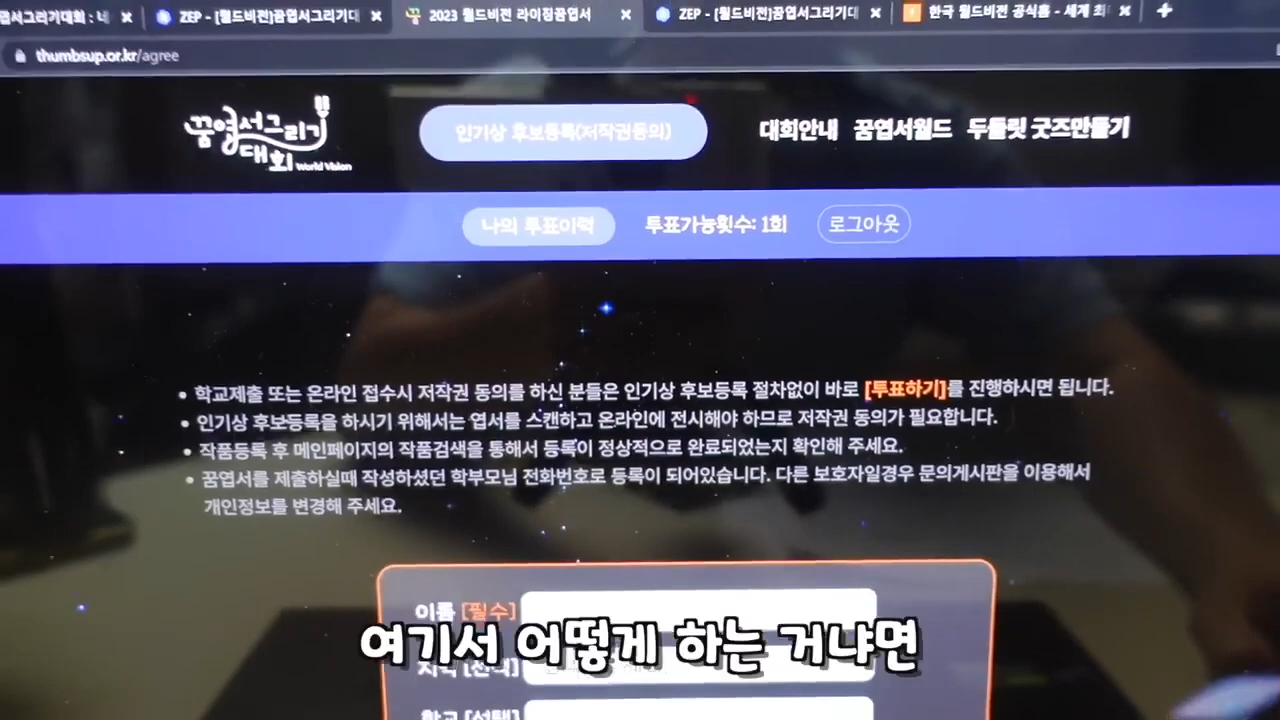 엽서그리기대회 : 네
ZEP - [월드비전]꿈엽서그리기대
2023 월드비전 라이징꿈엽서
ZEP - [월드비전]꿈엽서그리기대
한국 월드비전 공식홈 - 세계 최
thumbsup.or.kr/agree
꿈엽서그리기
대회 World Vision
인기상 후보등록(저작권동의)
대회안내 꿈엽서월드 두들릿 굿즈만들기
나의 투표이력
투표가능횟수: 1회
로그아웃
• 학교제출 또는 온라인 접수시 저작권 동의를 하신 분들은 인기상 후보등록 절차없이 바로 [투표하기]를 진행하시면 됩니다.
• 인기상 후보등록을 하시기 위해서는 엽서를 스캔하고 온라인에 전시해야 하므로 저작권 동의가 필요합니다.
• 작품등록 후 메인페이지의 작품검색을 통해서 등록이 정상적으로 완료되었는지 확인해 주세요.
• 꿈엽서를 제출하실때 작성하셨던 학부모님 전화번호로 등록이 되어있습니다. 다른 보호자일경우 문의게시판을 이용해서
개인정보를 변경해 주세요.
이름 [필수]
여기서 어떻게 하는 거냐면
지역 [선택]
학교 [선택]